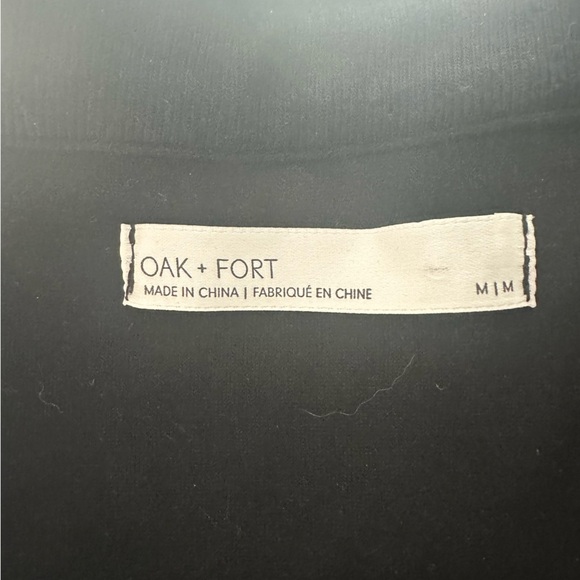 OAK + FORT
MADE IN CHINA | FABRIQUÉ EN CHINE
M | M